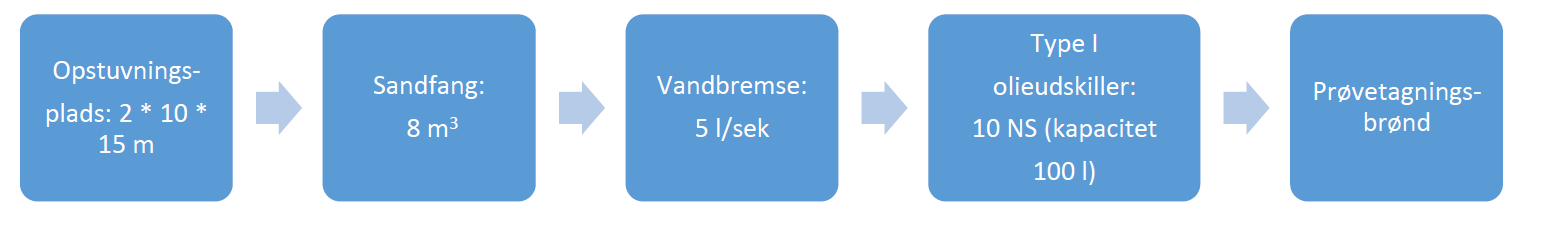 Opstuvnings-
plads: 2 * 10 *
15 m
Sandfang:
8 m³
Vandbremse:
5 l/sek
Type I
olieudskiller:
10 NS (kapacitet
100 l)
Prøvetagnings-
brønd